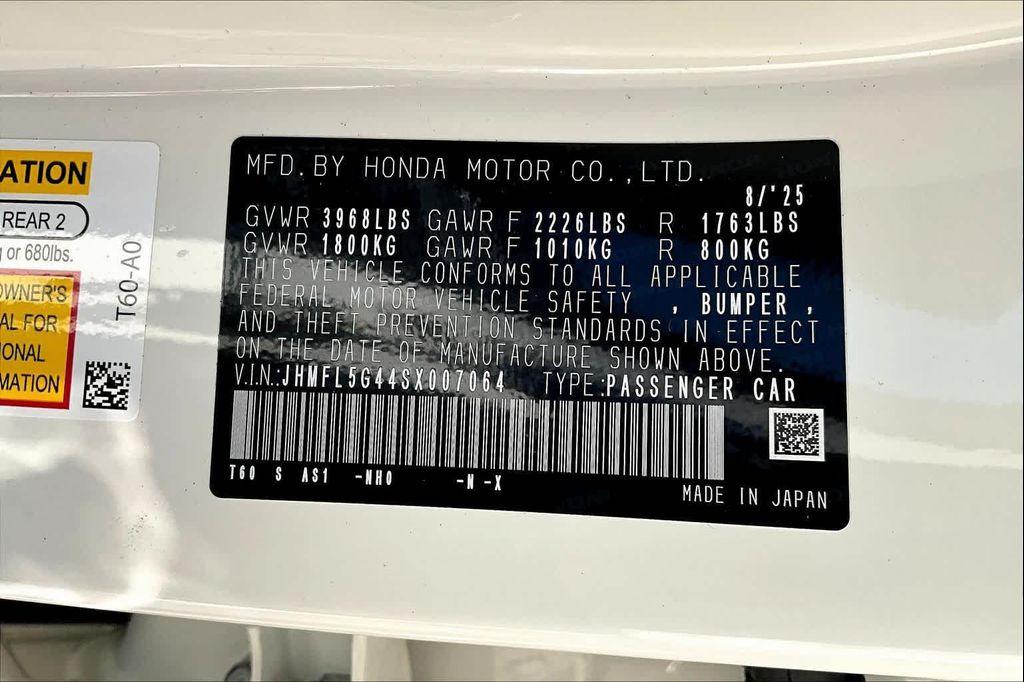 ATION
REAR 2
g or 680lbs.
OWNER'S
AL FOR
IONAL
MATION
T60-A0
MFD. BY HONDA MOTOR CO., LTD.
8/'25
GVWR 3968LBS GAWR F 2226LBS R 1763LBS
GVWR 1800KG GAWR F 1010KG R 800KG
THIS VEHICLE CONFORMS TO ALL APPLICABLE
FEDERAL MOTOR VEHICLE SAFETY , BUMPER ,
AND THEFT PREVENTION STANDARDS IN EFFECT
ON THE DATE OF MANUFACTURE SHOWN ABOVE.
V.I.N.:JHMFL5G44SX007064 TYPE:PASSENGER CAR
T60 S AS1 -NH0 -N -X
MADE IN JAPAN